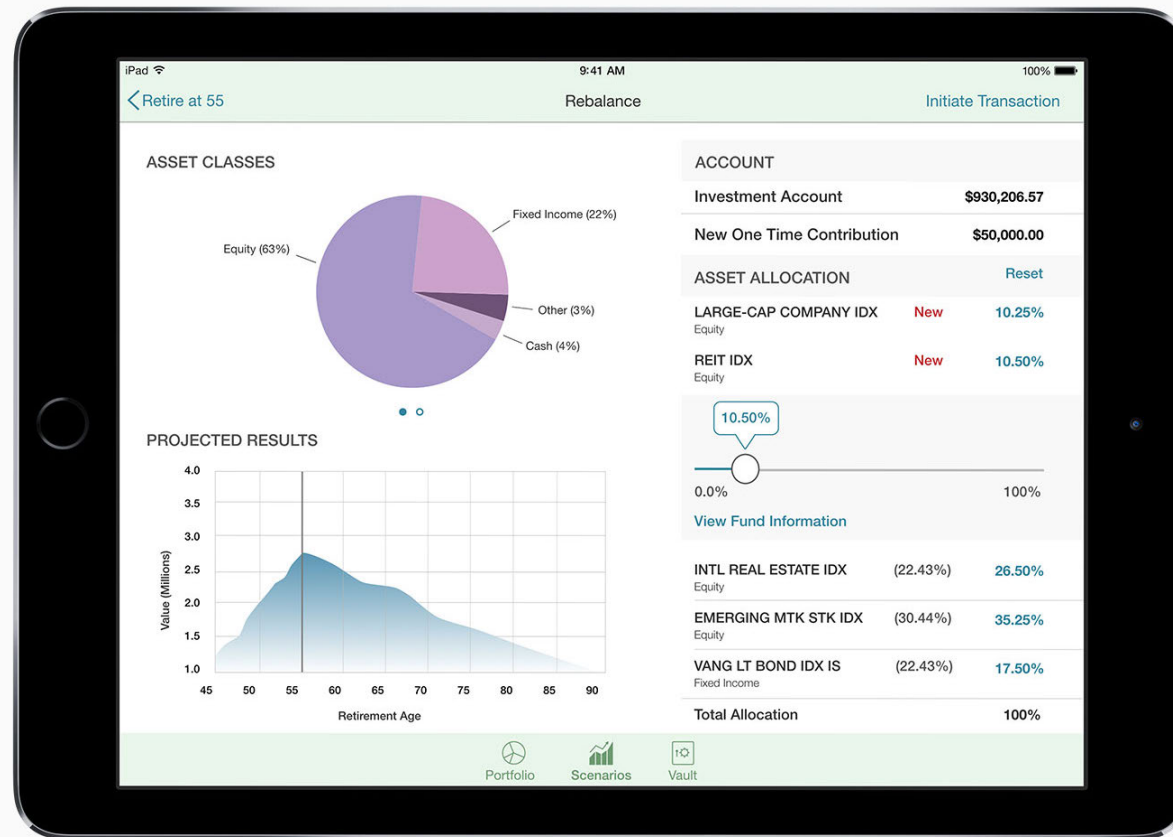 iPad
9:41 AM
100%
Retire at 55
Rebalance
Initiate Transaction
ASSET CLASSES
Fixed Income (22%)
Equity (63%)
Other (3%)
Cash (4%)
PROJECTED RESULTS
4.0
3.5
3.0
2.5
2.0
1.5
1.0
Value (Millions)
45 50 55 60 65 70 75 80 85 90
Retirement Age
ACCOUNT
Investment Account $930,206.57
New One Time Contribution $50,000.00
ASSET ALLOCATION Reset
LARGE-CAP COMPANY IDX New 10.25%
Equity
REIT IDX New 10.50%
Equity
10.50%
0.0% 100%
View Fund Information
INTL REAL ESTATE IDX (22.43%) 26.50%
Equity
EMERGING MTK STK IDX (30.44%) 35.25%
Equity
VANG LT BOND IDX IS (22.43%) 17.50%
Fixed Income
Total Allocation 100%
Portfolio Scenarios Vault